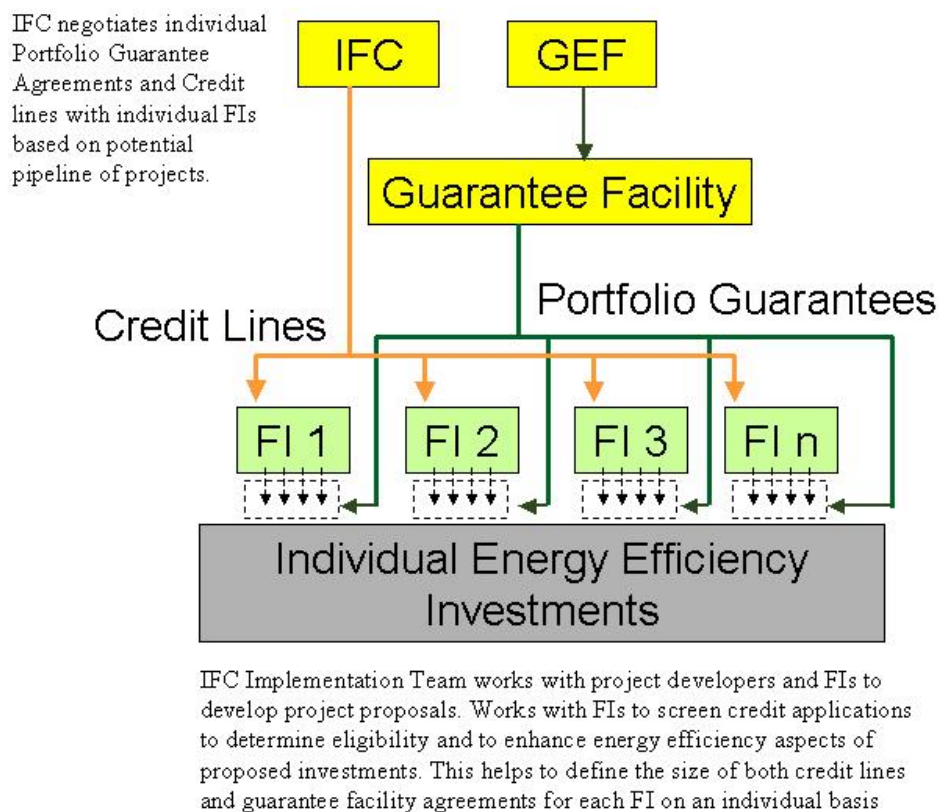 IFC negotiates individual
Portfolio Guarantee
Agreements and Credit
lines with individual FIs
based on potential
pipeline of projects.
IFC
GEF
Guarantee Facility
Portfolio Guarantees
Credit Lines
FI 1
FI 2
FI 3
FI n
Individual Energy Efficiency
Investments
IFC Implementation Team works with project developers and FIs to
develop project proposals. Works with FIs to screen credit applications
to determine eligibility and to enhance energy efficiency aspects of
proposed investments. This helps to define the size of both credit lines
and guarantee facility agreements for each FI on an individual basis